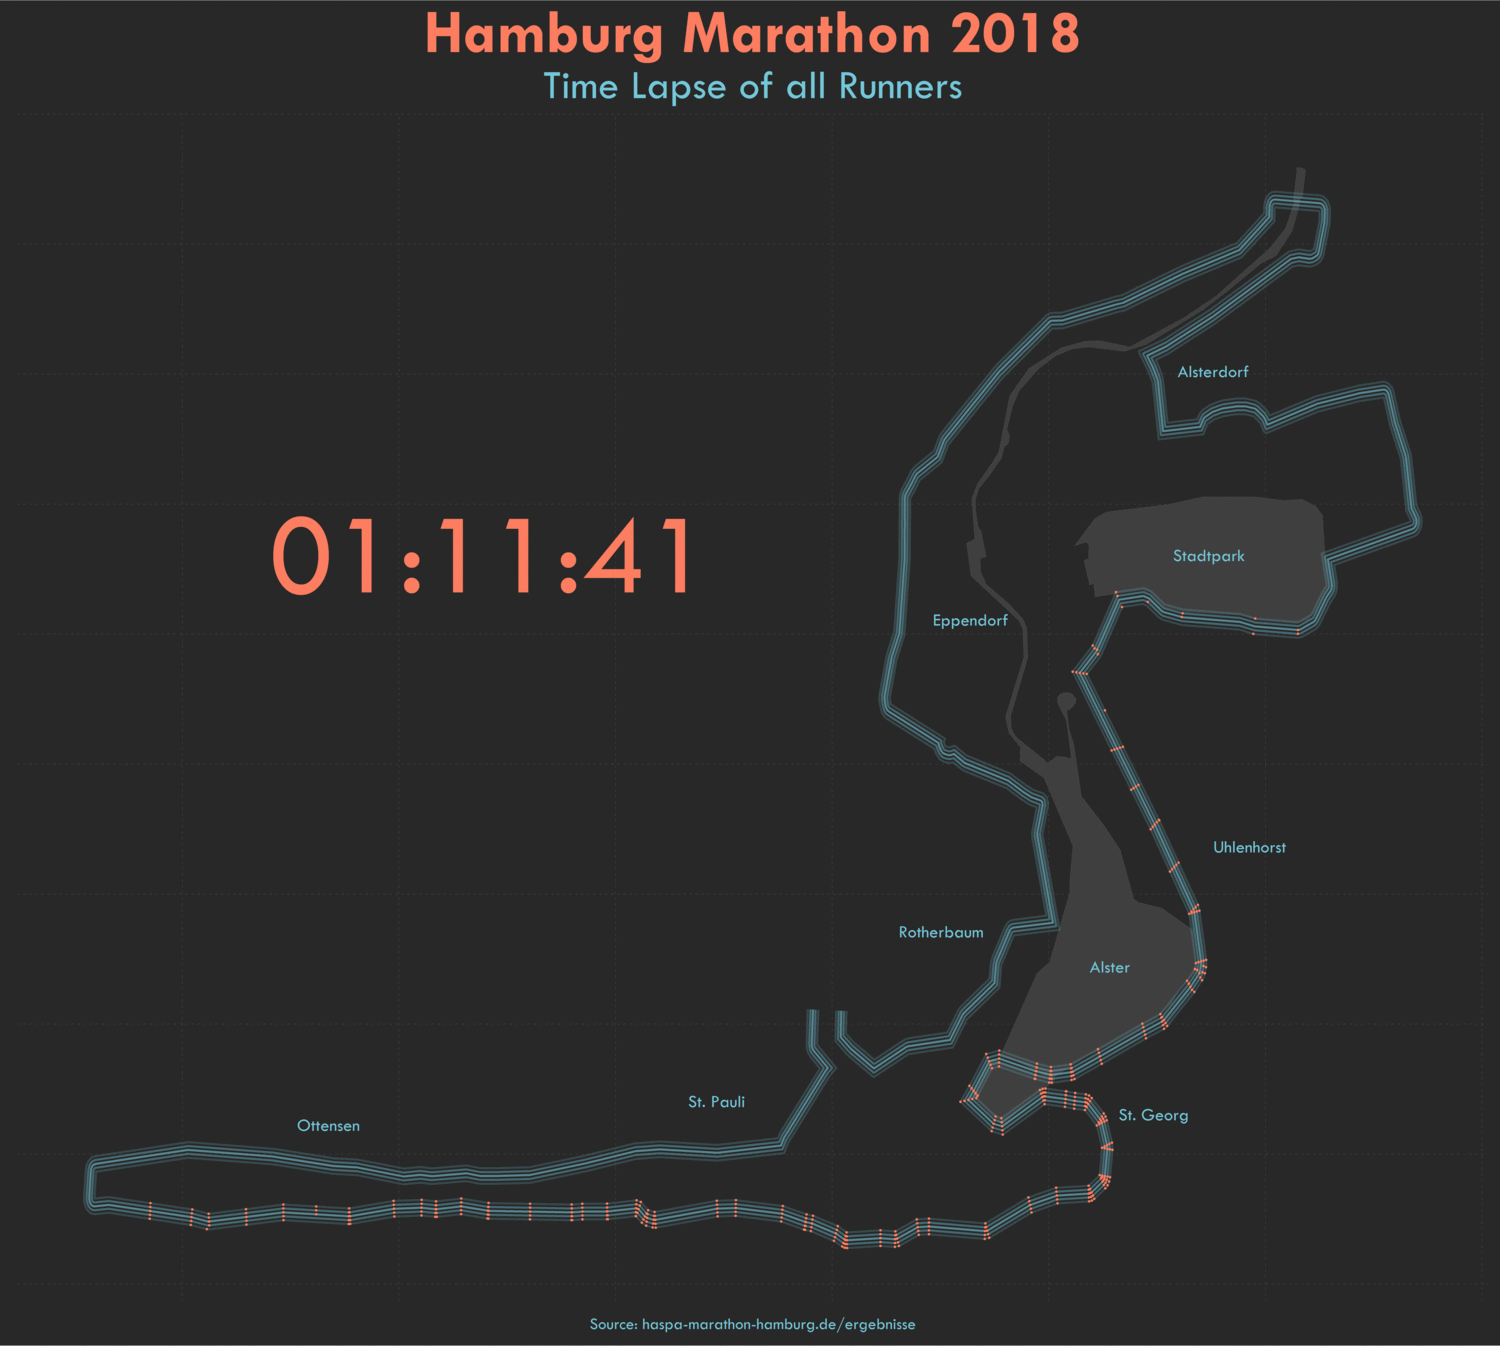 Hamburg Marathon 2018
Time Lapse of all Runners
Alsterdorf
01:11:41
Stadtpark
Eppendorf
Uhlenhorst
Rotherbaum
Alster
St. Pauli
St. Georg
Ottensen
Source: haspa-marathon-hamburg.de/ergebnisse